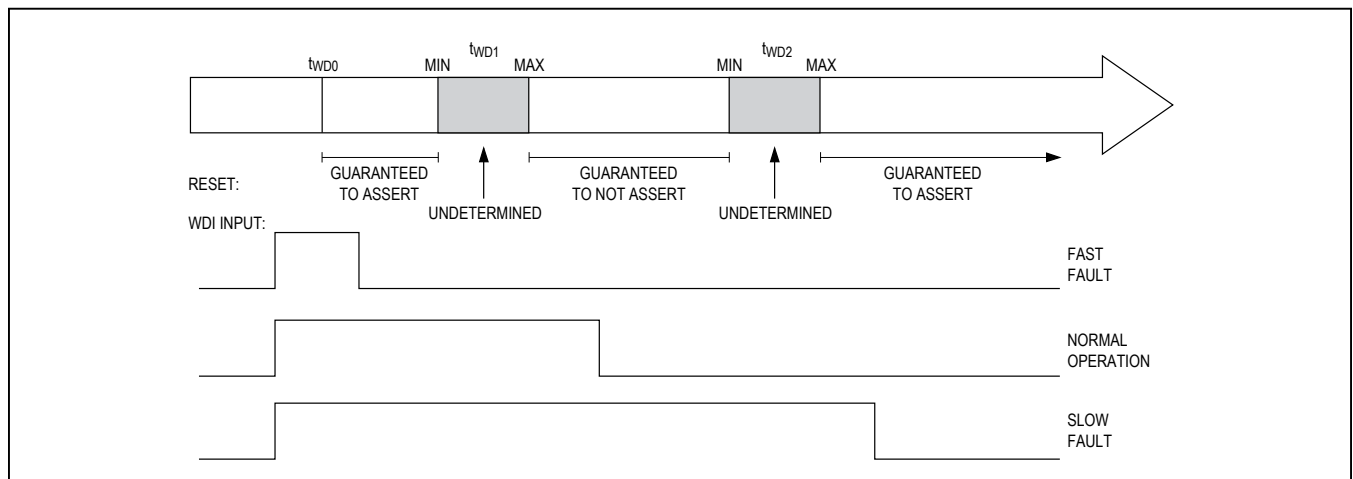 tWD0
MIN
tWD1
MAX
MIN
tWD2
MAX
RESET:
GUARANTEED
TO ASSERT
UNDETERMINED
GUARANTEED
TO NOT ASSERT
UNDETERMINED
GUARANTEED
TO ASSERT
WDI INPUT:
FAST
FAULT
NORMAL
OPERATION
SLOW
FAULT